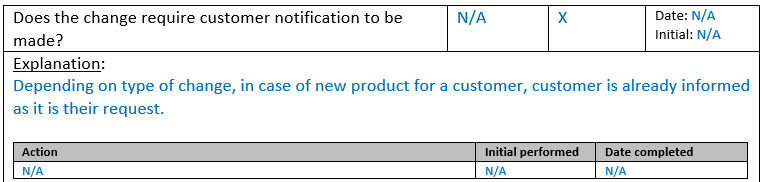 Does the change require customer notification to be made? N/A X Date: N/A
Initial: N/A
Explanation:
Depending on type of change, in case of new product for a customer, customer is already informed
as it is their request.
Action Initial performed Date completed
N/A N/A N/A